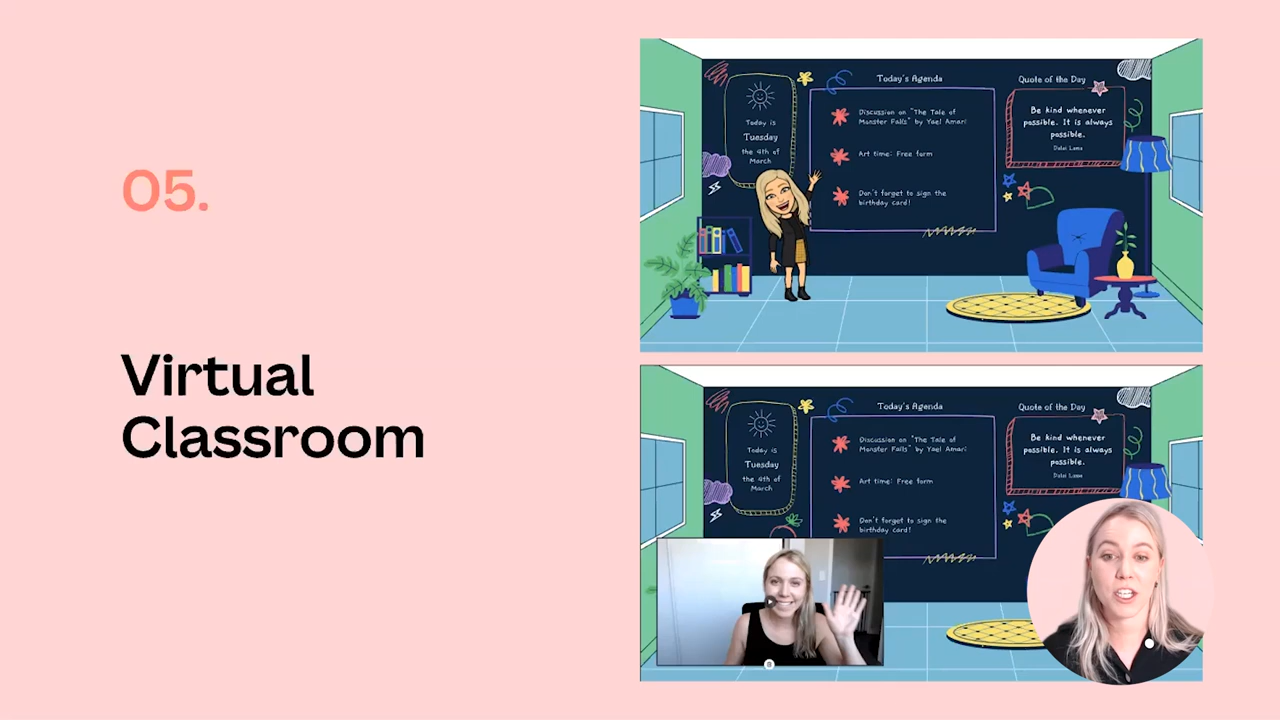 05.
Virtual
Classroom
Today is
Tuesday
the 4th of
March
Today's Agenda
Discussion on "The Tale of
Monster Falls" by Yael Amari
Art time: Free form
Don't forget to sign the
birthday card!
Quote of the Day
Be kind whenever
possible. It is always
possible.
Dalai Lama
Today is
Tuesday
the 4th of
March
Today's Agenda
Discussion on "The Tale of
Monster Falls" by Yael Amari
Art time: Free form
Don't forget to sign the
birthday card!
Quote of the Day
Be kind whenever
possible. It is always
possible.
Dalai Lama